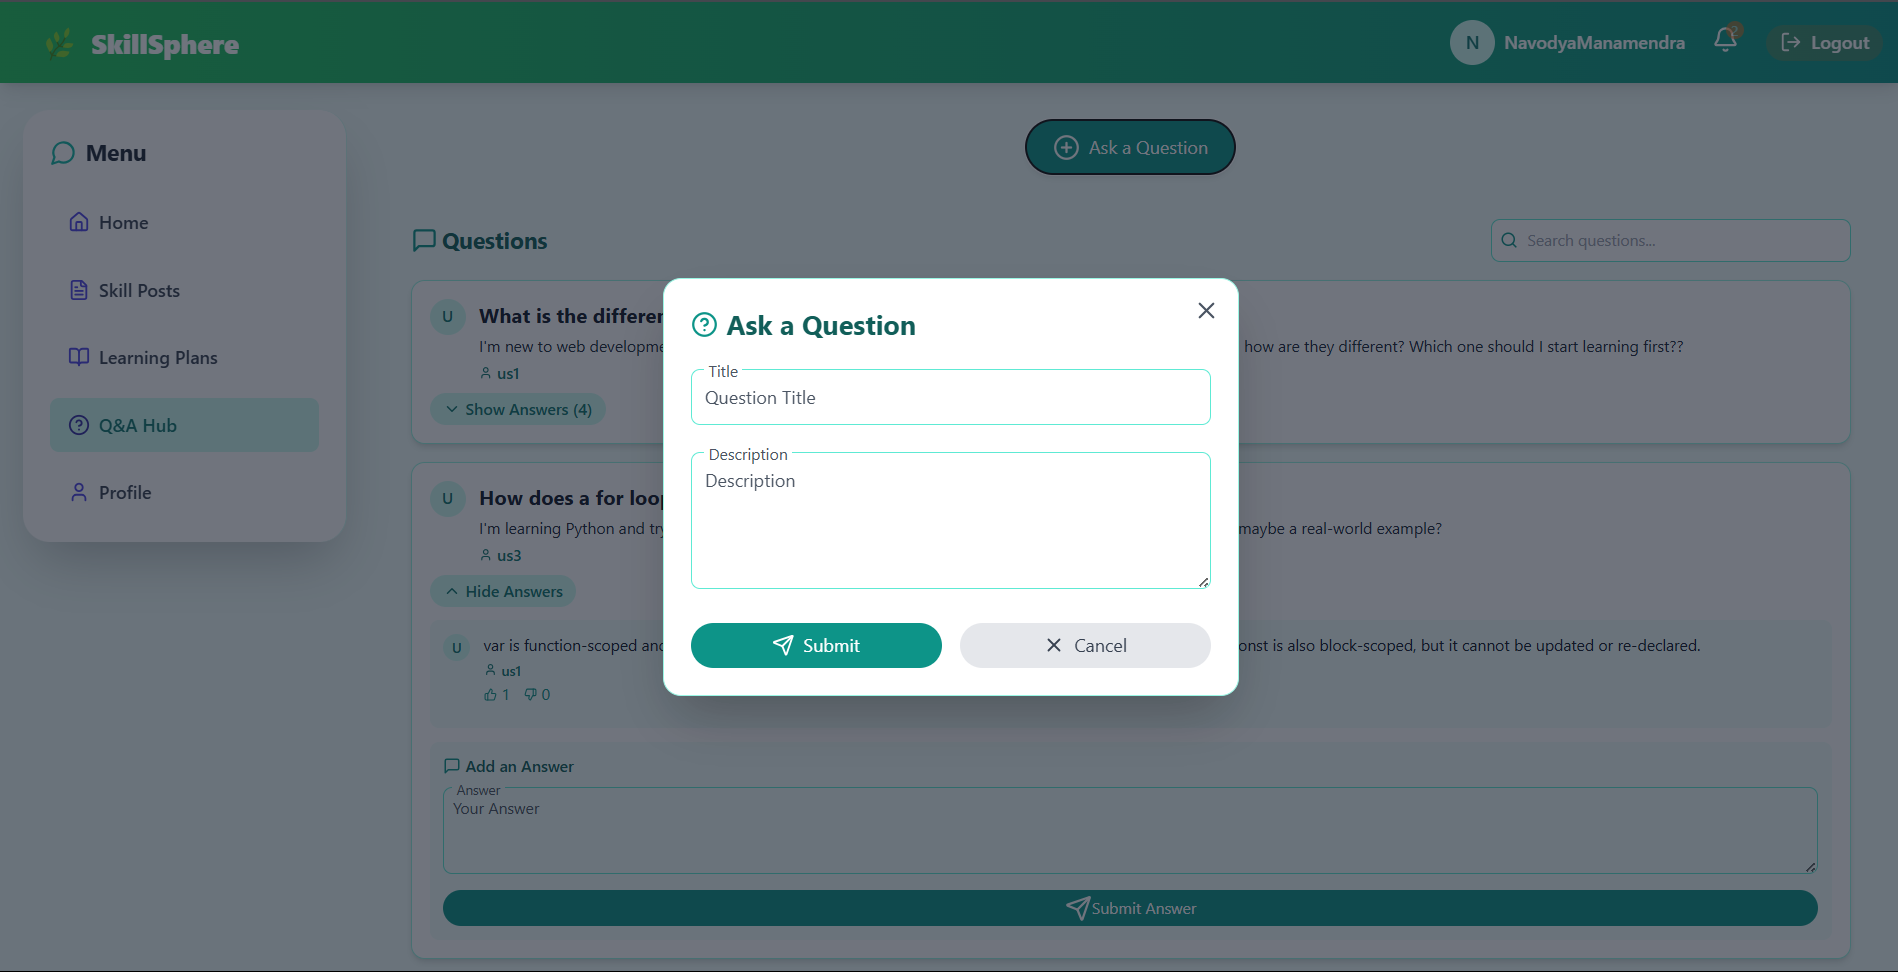 SkillSphere
N NavodyaManamendra 2 Logout
Menu
Home
Skill Posts
Learning Plans
Q&A Hub
Profile
Ask a Question
Questions
Search questions...
U What is the differen
I'm new to web developme how are they different? Which one should I start learning first??
us1
Show Answers (4)
U How does a for loop
I'm learning Python and try maybe a real-world example?
us3
Hide Answers
U var is function-scoped and onst is also block-scoped, but it cannot be updated or re-declared.
us1
1 0
Add an Answer
Answer
Your Answer
Submit Answer
Ask a Question
Title
Question Title
Description
Description
Submit
Cancel